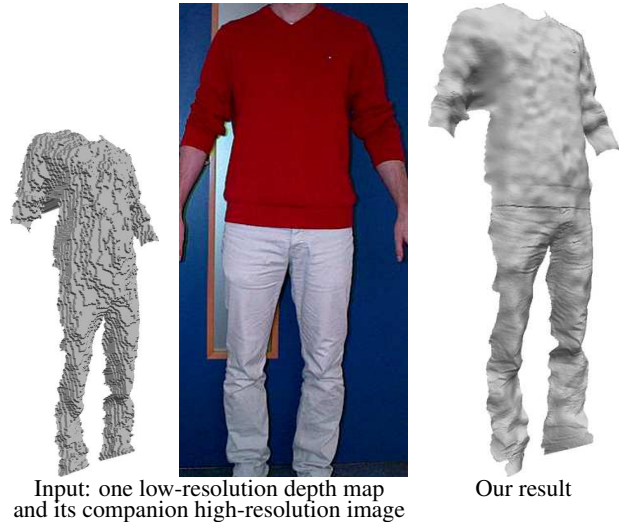 Input: one low-resolution depth map
and its companion high-resolution image
Our result